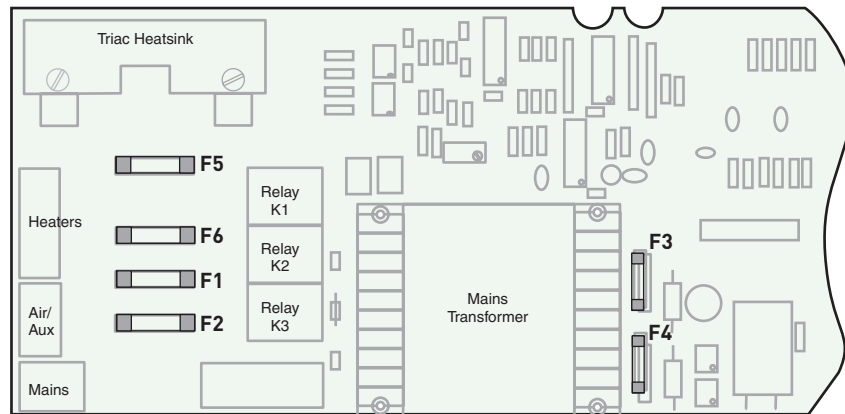 Triac Heatsink
F5
Relay
K1
Heaters
F6
Relay
K2
F3
F1
Air/
Aux
Relay
K3
Mains
Transformer
F2
F4
Mains